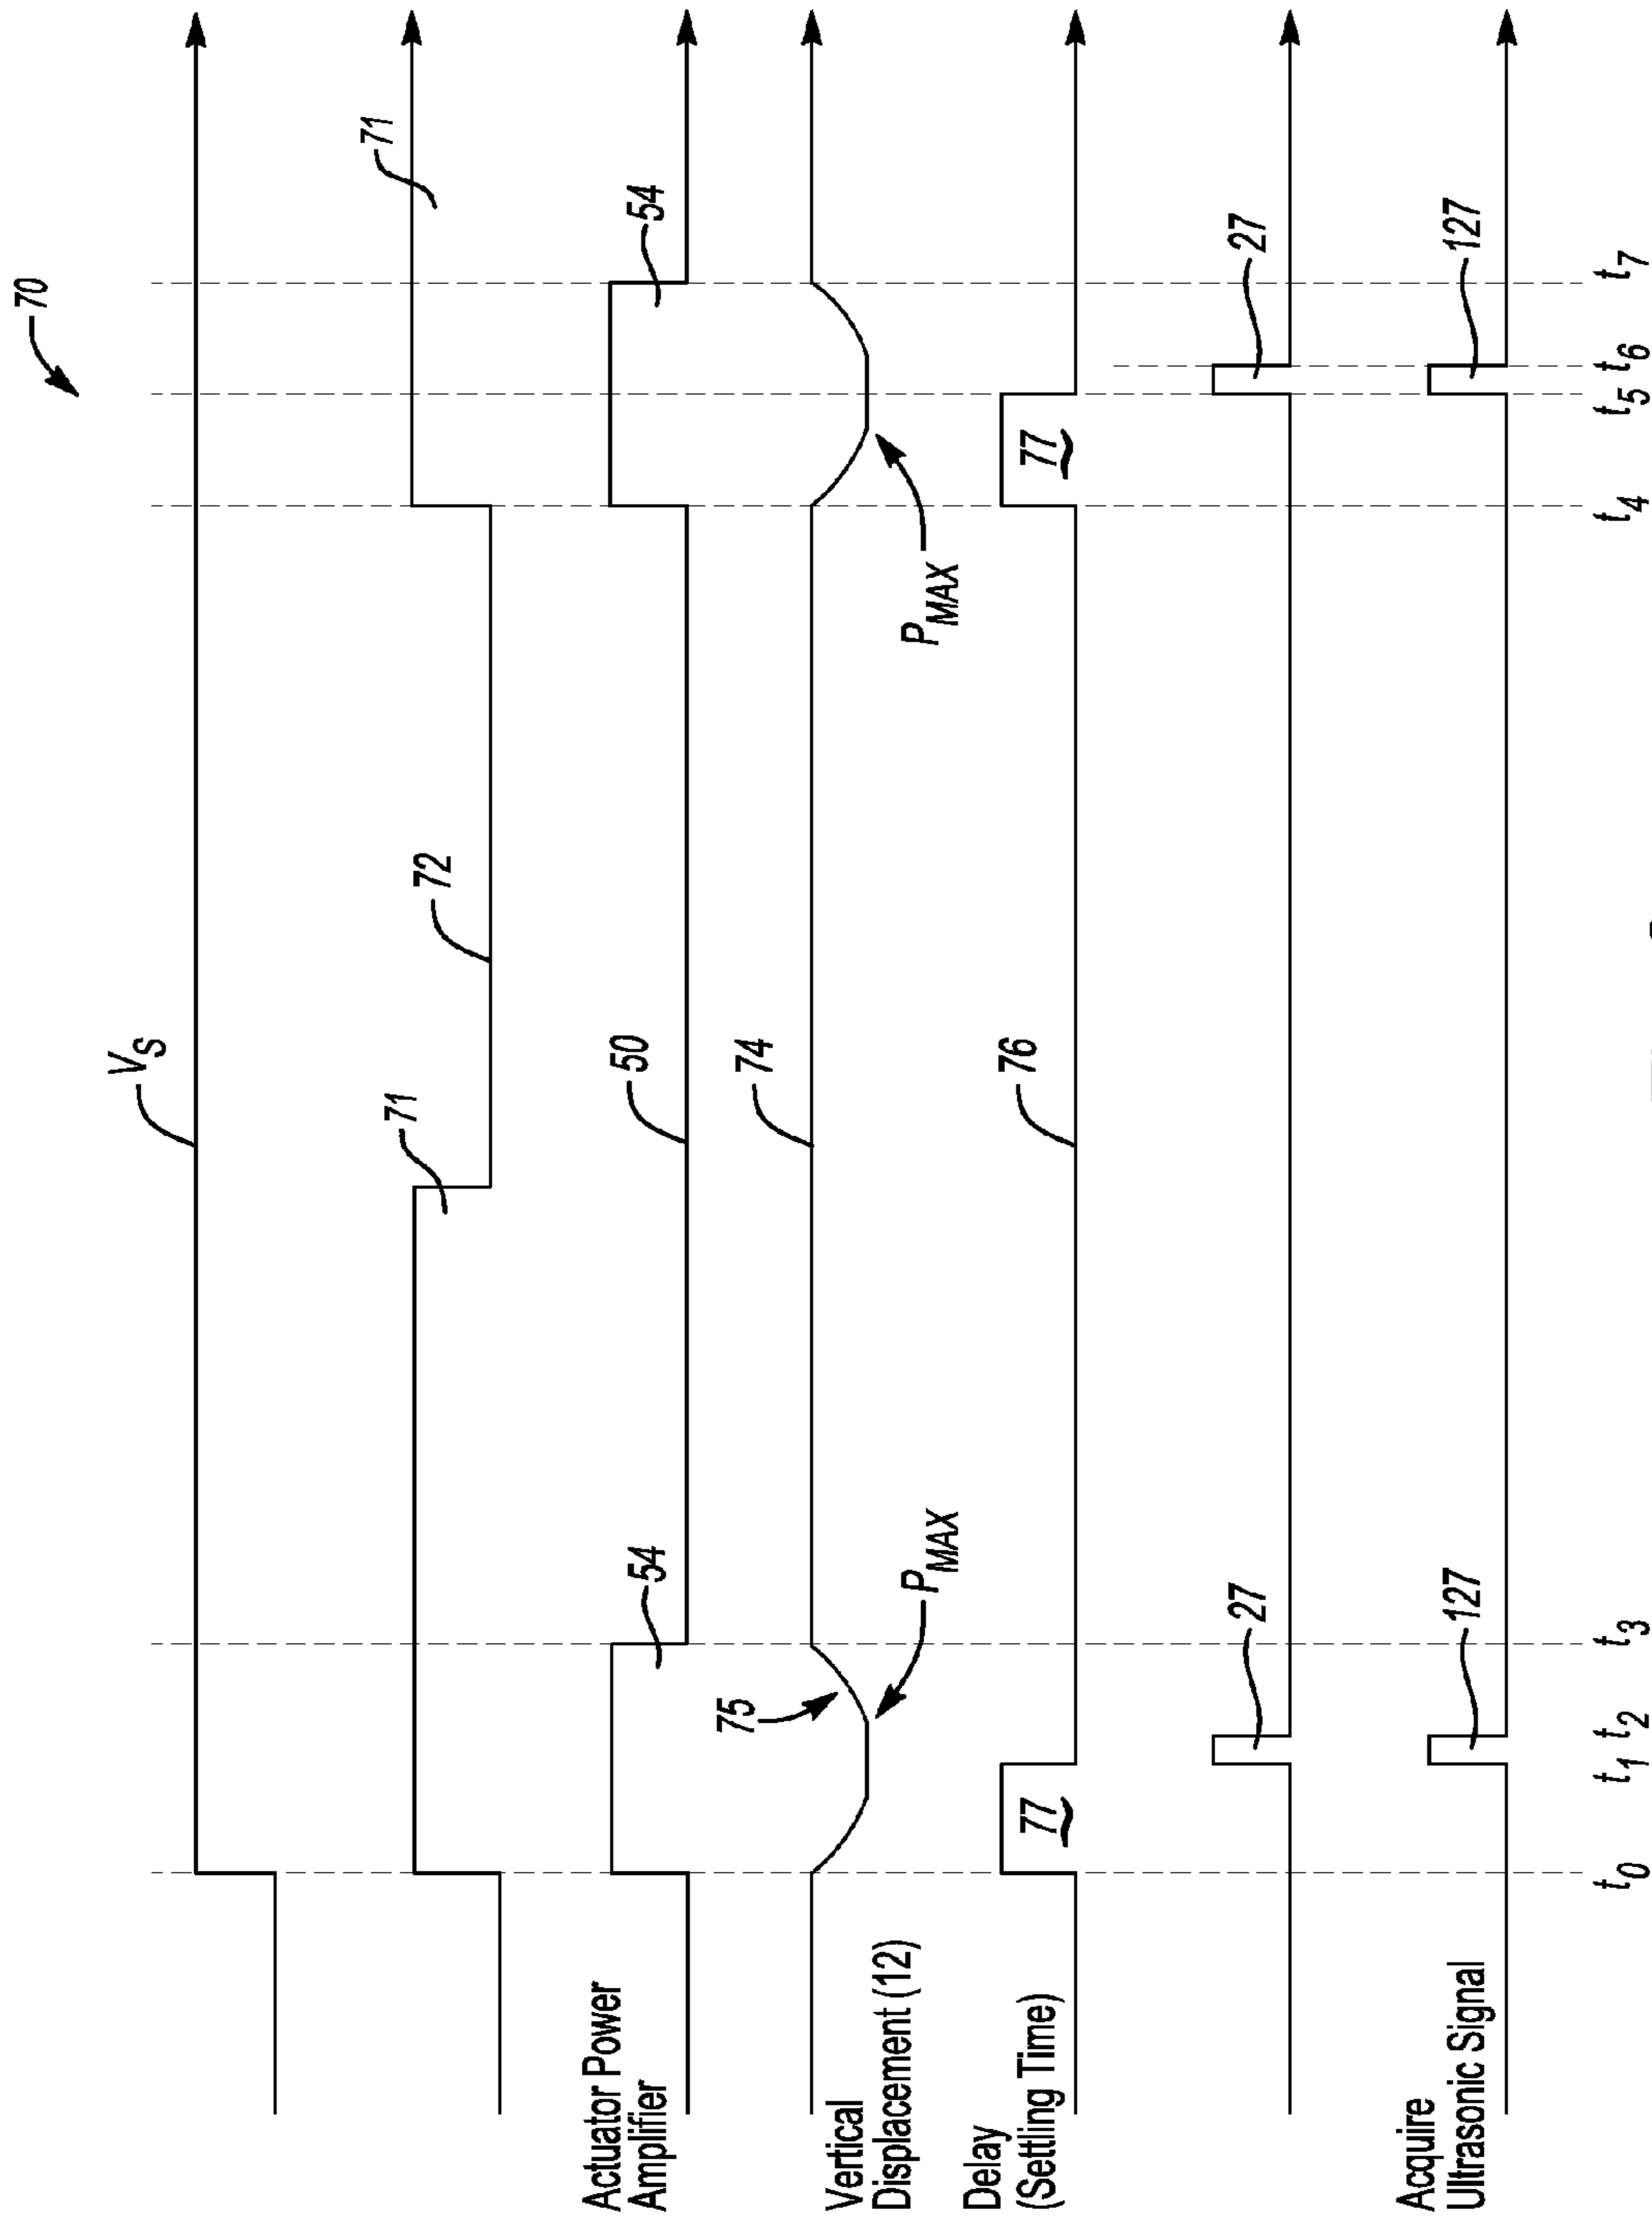 70
V_S
71
71
72
Actuator Power
Amplifier
54
50
54
74
Vertical
Displacement (12)
75
P_MAX
P_MAX
Delay
(Settling Time)
77
76
77
27
27
Acquire
Ultrasonic Signal
127
127
t_0 t_1 t_2 t_3 t_4 t_5 t_6 t_7